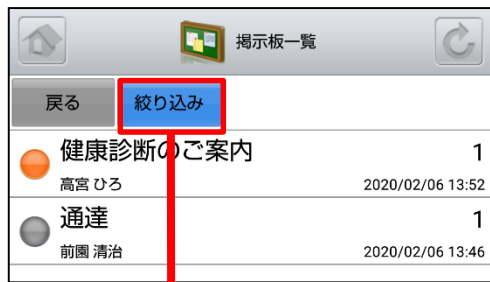 掲示板一覧
戻る 絞り込み
健康診断のご案内 1
高宮 ひろ 2020/02/06 13:52
通達 1
前園 清治 2020/02/06 13:46